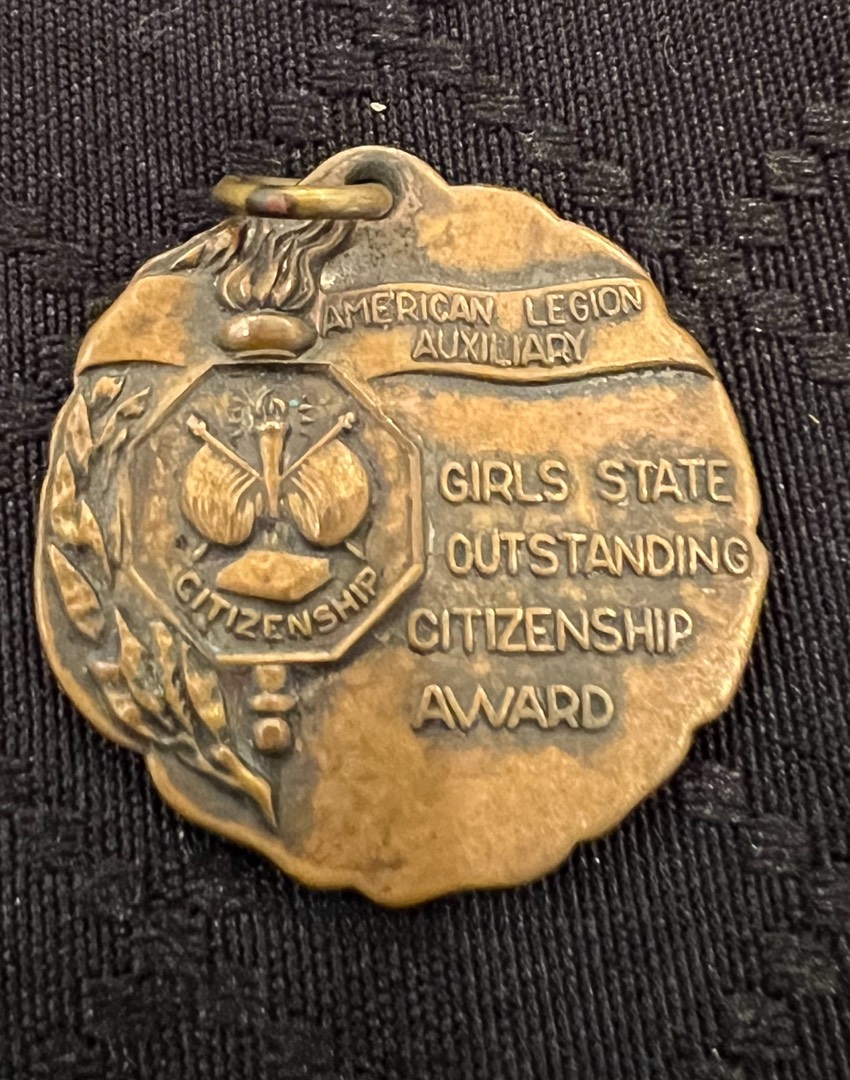 AMERICAN LEGION
AUXILIARY
GIRLS STATE
OUTSTANDING
CITIZENSHIP
AWARD
CITIZENSHIP